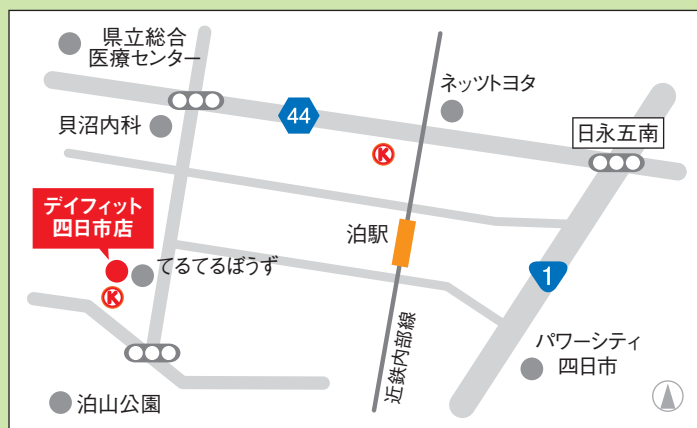 県立総合
医療センター
ネッツトヨタ
44
貝沼内科
日永五南
K
デイフィット
四日市店
泊駅
てるてるぼうず
1
K
近鉄内部線
パワーシティ
四日市
泊山公園